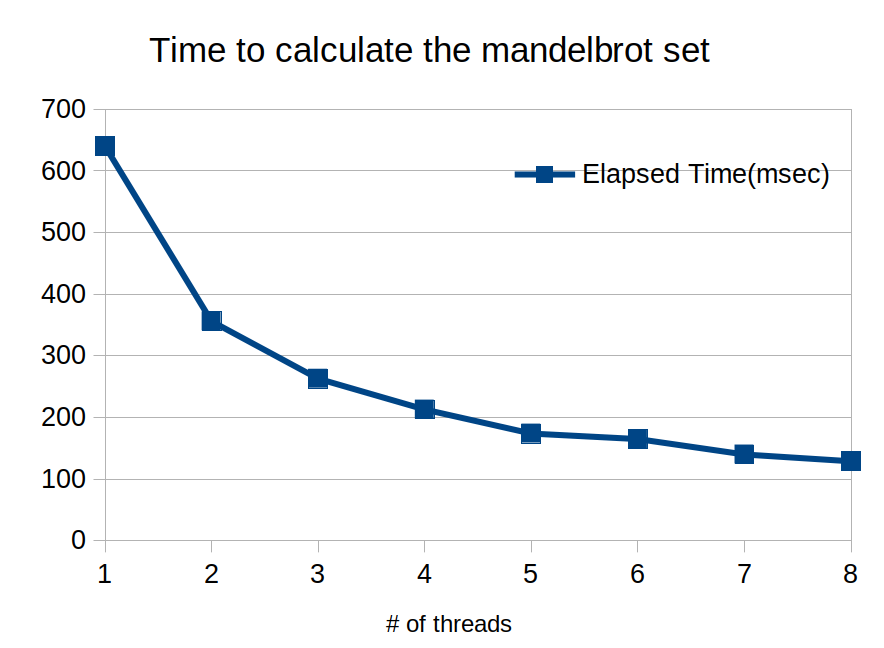 Time to calculate the mandelbrot set
700
600
Elapsed Time(msec)
500
400
300
200
100
0
1 2 3 4 5 6 7 8
# of threads